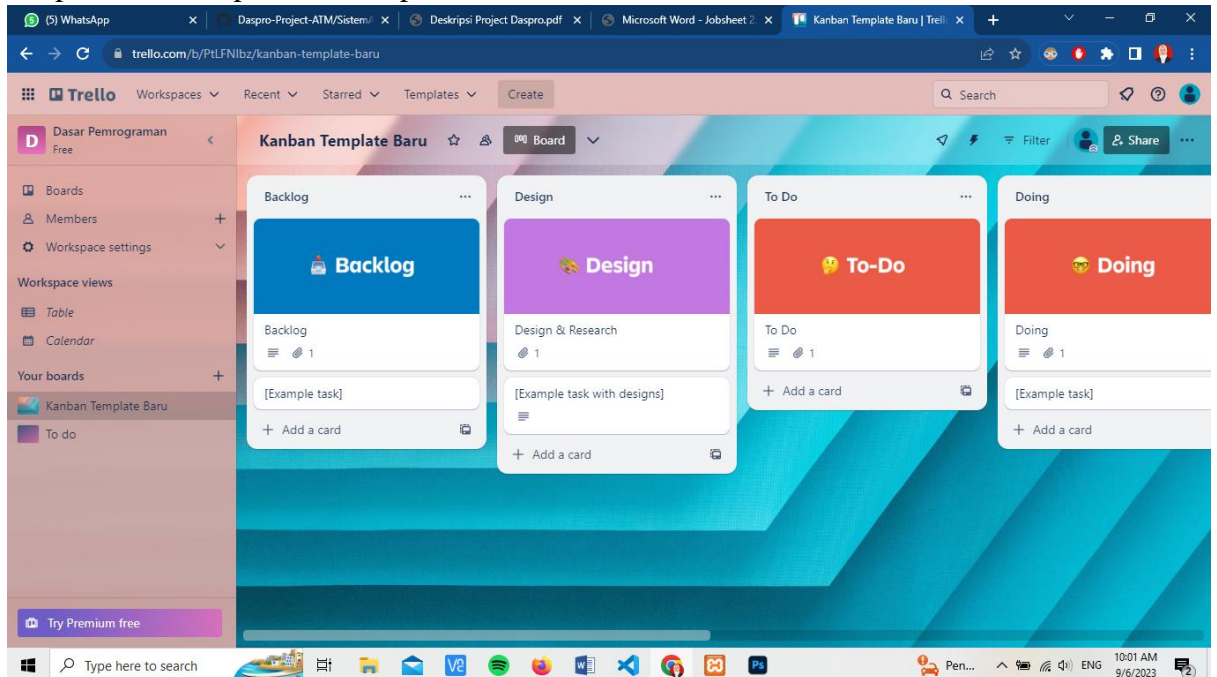 (5) WhatsApp
Daspro-Project-ATM/Sistem
Deskripsi Project Daspro.pdf
Microsoft Word - Jobsheet 2
Kanban Template Baru | Trell
trello.com/b/PtLFNIbz/kanban-template-baru
Trello Workspaces Recent Starred Templates Create Search
D Dasar Pemrograman
Free
Kanban Template Baru Board Filter Share
Boards
Members
Workspace settings
Workspace views
Table
Calendar
Your boards
Kanban Template Baru
To do
Try Premium free
Backlog
Backlog
Backlog
1
[Example task]
+ Add a card
Design
Design
Design & Research
1
[Example task with designs]
+ Add a card
To Do
To-Do
To Do
1
+ Add a card
Doing
Doing
Doing
1
[Example task]
+ Add a card
Type here to search
Pen... ENG
10:01 AM
9/6/2023